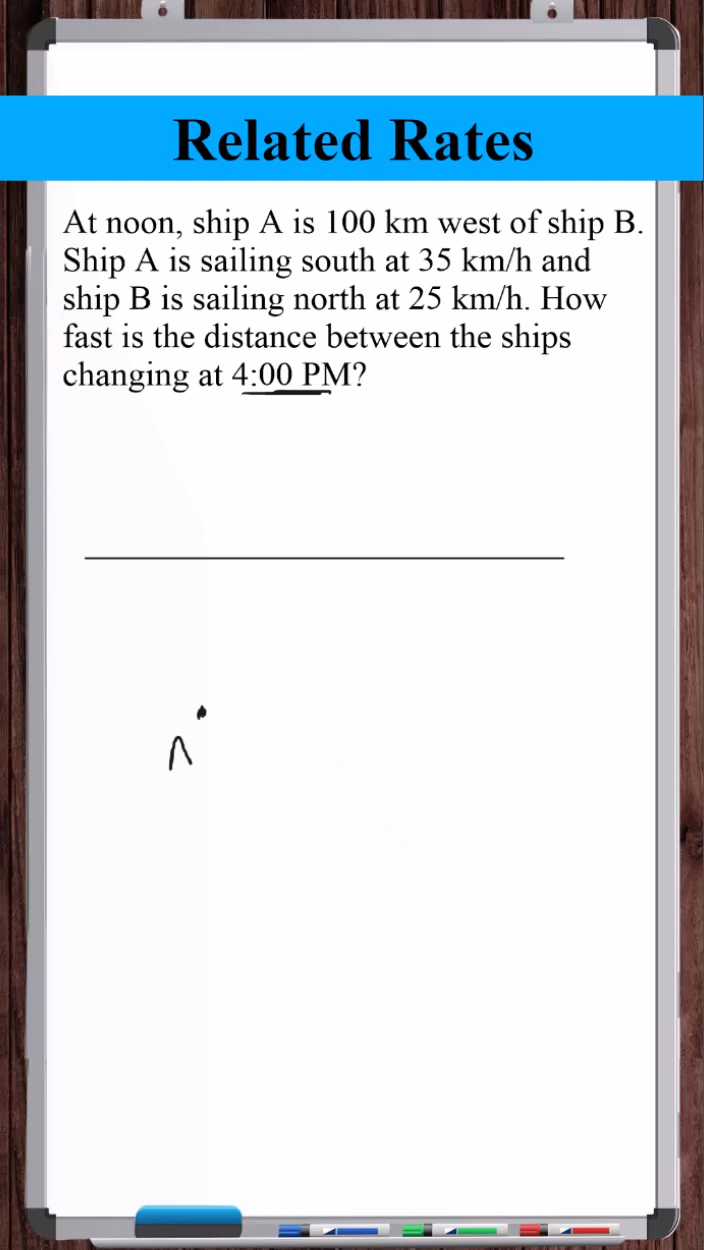 Related Rates
At noon, ship A is 100 km west of ship B.
Ship A is sailing south at 35 km/h and
ship B is sailing north at 25 km/h. How
fast is the distance between the ships
changing at 4:00 PM?